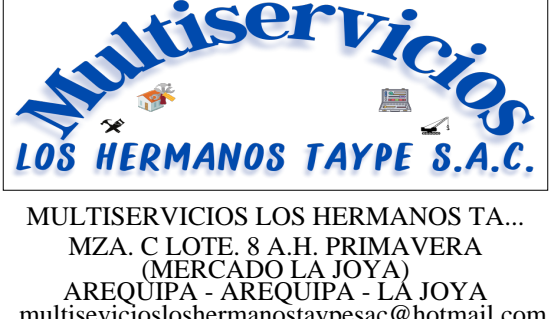 Multiservicios
LOS HERMANOS TAYPE S.A.C.
MULTISERVICIOS LOS HERMANOS TA...
MZA. C LOTE. 8 A.H. PRIMAVERA
(MERCADO LA JOYA)
AREQUIPA - AREQUIPA - LA JOYA
multiseviciosloshermanostaypesac@hotmail.com